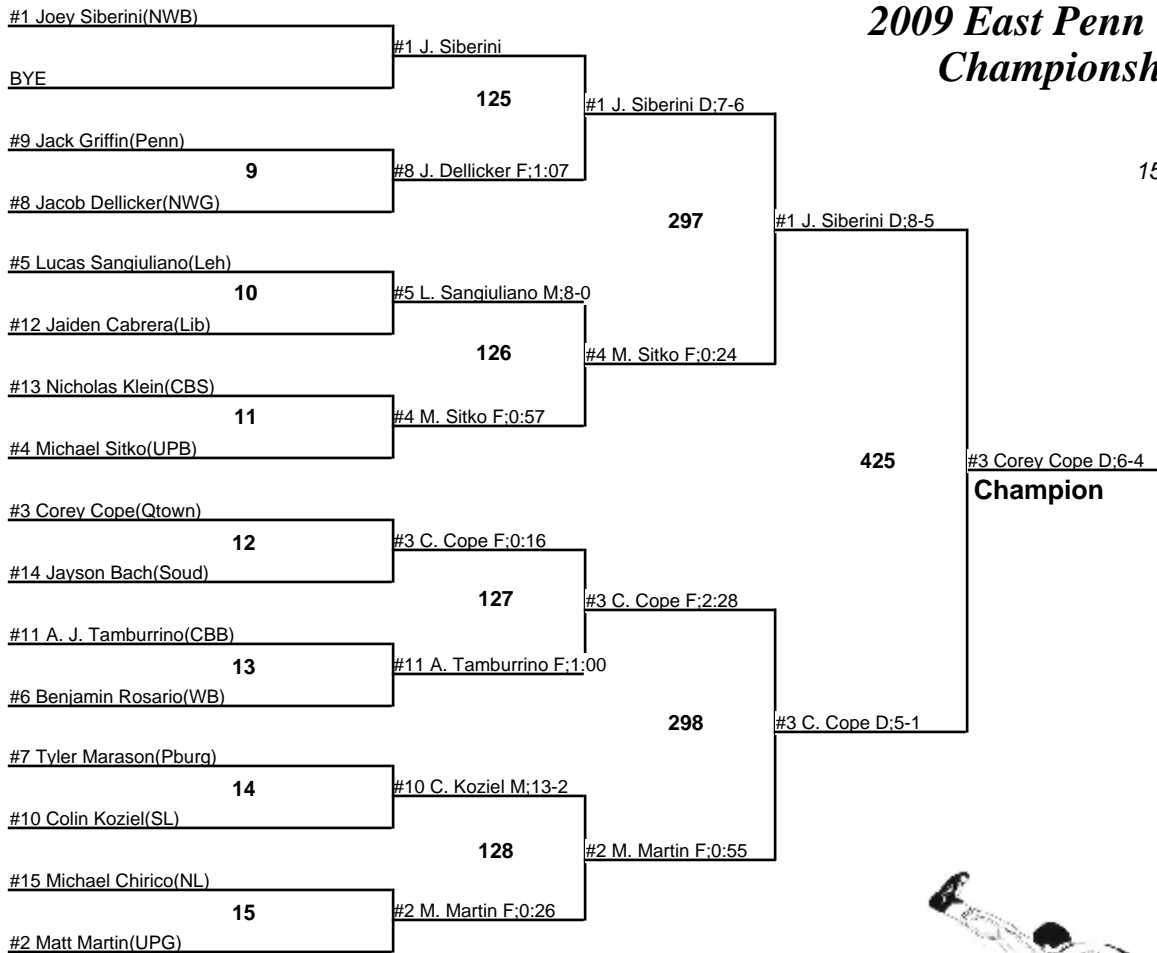 2009 East Penn
Championsh
15
#1 Joey Siberini(NWB)
BYE
#9 Jack Griffin(Penn)
9
#8 Jacob Dellicker(NWG)
#5 Lucas Sangiuliano(Leh)
10
#12 Jaiden Cabrera(Lib)
#13 Nicholas Klein(CBS)
11
#4 Michael Sitko(UPB)
#3 Corey Cope(Qtown)
12
#14 Jayson Bach(Soud)
#11 A. J. Tamburrino(CBB)
13
#6 Benjamin Rosario(WB)
#7 Tyler Marason(Pburg)
14
#10 Colin Koziel(SL)
#15 Michael Chirico(NL)
15
#2 Matt Martin(UPG)
#1 J. Siberini
125
#8 J. Dellicker F;1:07
#5 L. Sangiuliano M;8-0
126
#4 M. Sitko F;0:57
#3 C. Cope F;0:16
127
#11 A. Tamburrino F;1:00
#10 C. Koziel M;13-2
128
#2 M. Martin F;0:26
#1 J. Siberini D;7-6
297
#4 M. Sitko F;0:24
#3 C. Cope F;2:28
298
#2 M. Martin F;0:55
#1 J. Siberini D;8-5
425
#3 C. Cope D;5-1
#3 Corey Cope D;6-4
Champion